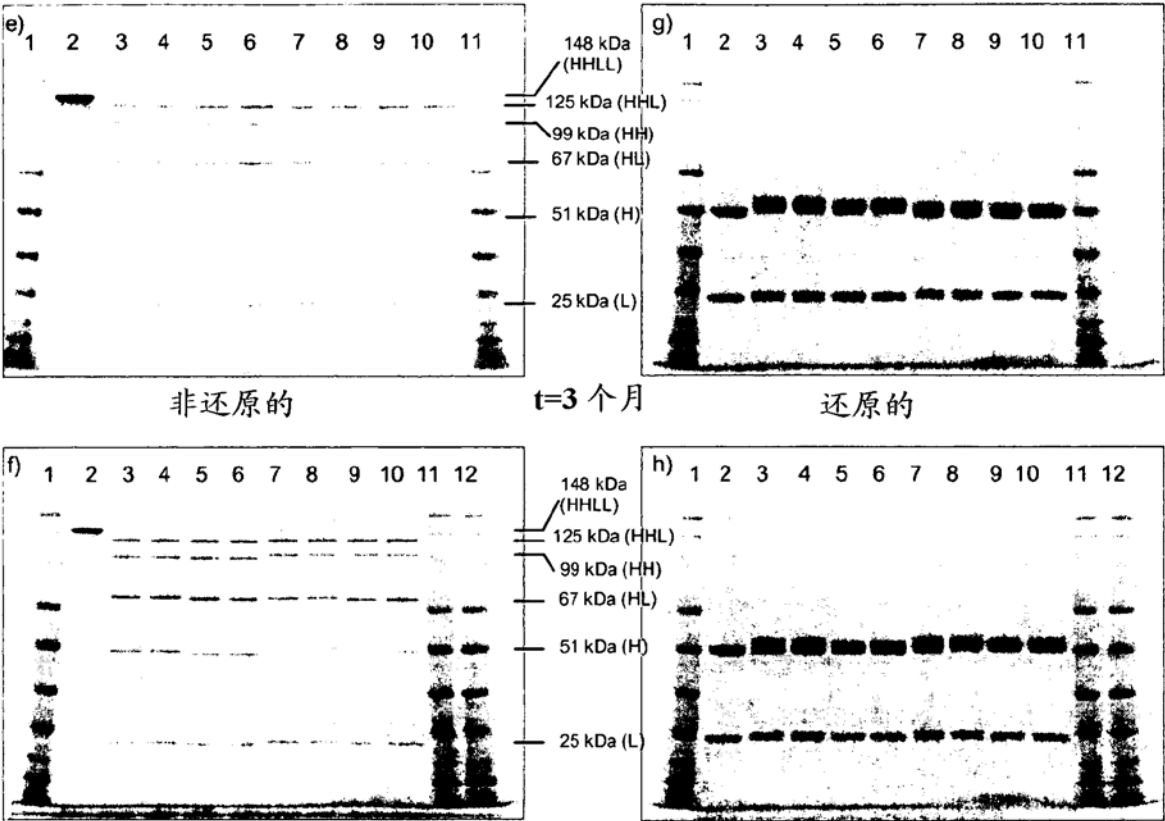 e)
1 2 3 4 5 6 7 8 9 10 11
148 kDa
(HHLL)
125 kDa (HHL)
99 kDa (HH)
67 kDa (HL)
51 kDa (H)
25 kDa (L)
g)
1 2 3 4 5 6 7 8 9 10 11
非还原的
t=3 个月
还原的
f)
1 2 3 4 5 6 7 8 9 10 11 12
148 kDa
(HHLL)
125 kDa (HHL)
99 kDa (HH)
67 kDa (HL)
51 kDa (H)
25 kDa (L)
h)
1 2 3 4 5 6 7 8 9 10 11 12